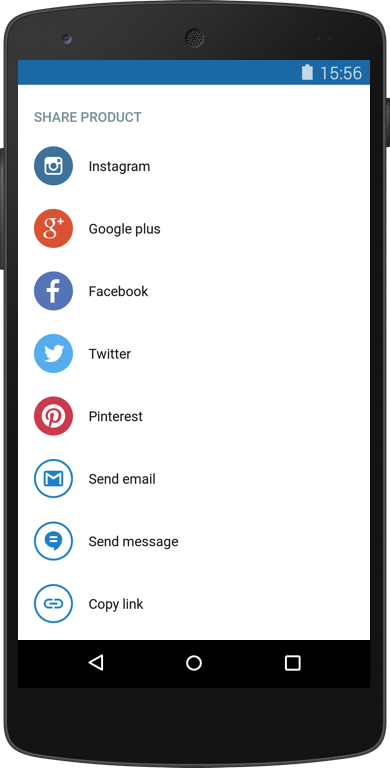 15:56
SHARE PRODUCT
Instagram
Google plus
Facebook
Twitter
Pinterest
Send email
Send message
Copy link